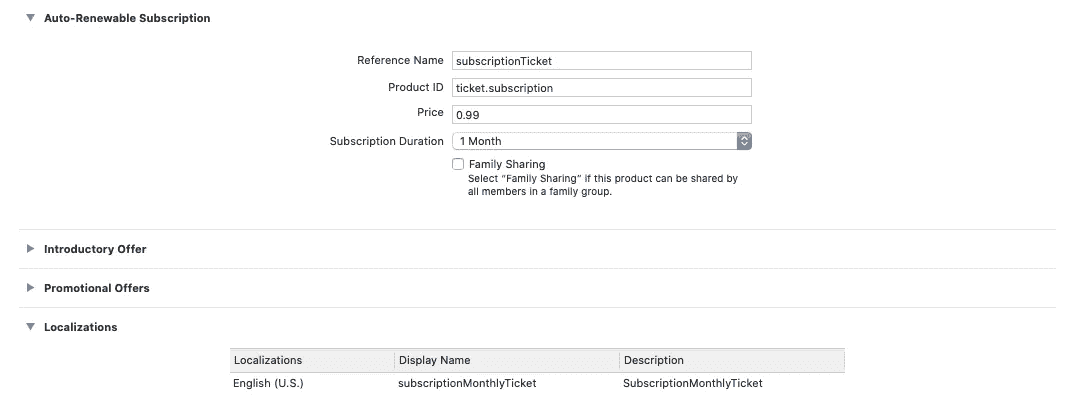 Auto-Renewable Subscription
Reference Name subscriptionTicket
Product ID ticket.subscription
Price 0.99
Subscription Duration 1 Month
Family Sharing
Select “Family Sharing” if this product can be shared by
all members in a family group.
Introductory Offer
Promotional Offers
Localizations
Localizations Display Name Description
English (U.S.) subscriptionMonthlyTicket SubscriptionMonthlyTicket